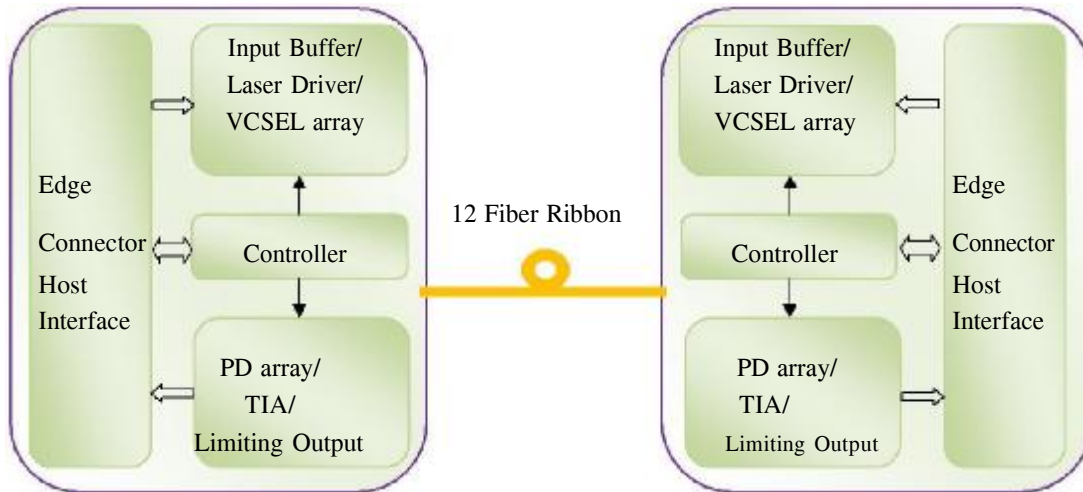 Input Buffer/
Laser Driver/
VCSEL array
Edge
Connector
Host
Interface
Controller
PD array/
TIA/
Limiting Output
12 Fiber Ribbon
Input Buffer/
Laser Driver/
VCSEL array
Controller
PD array/
TIA/
Limiting Output
Edge
Connector
Host
Interface